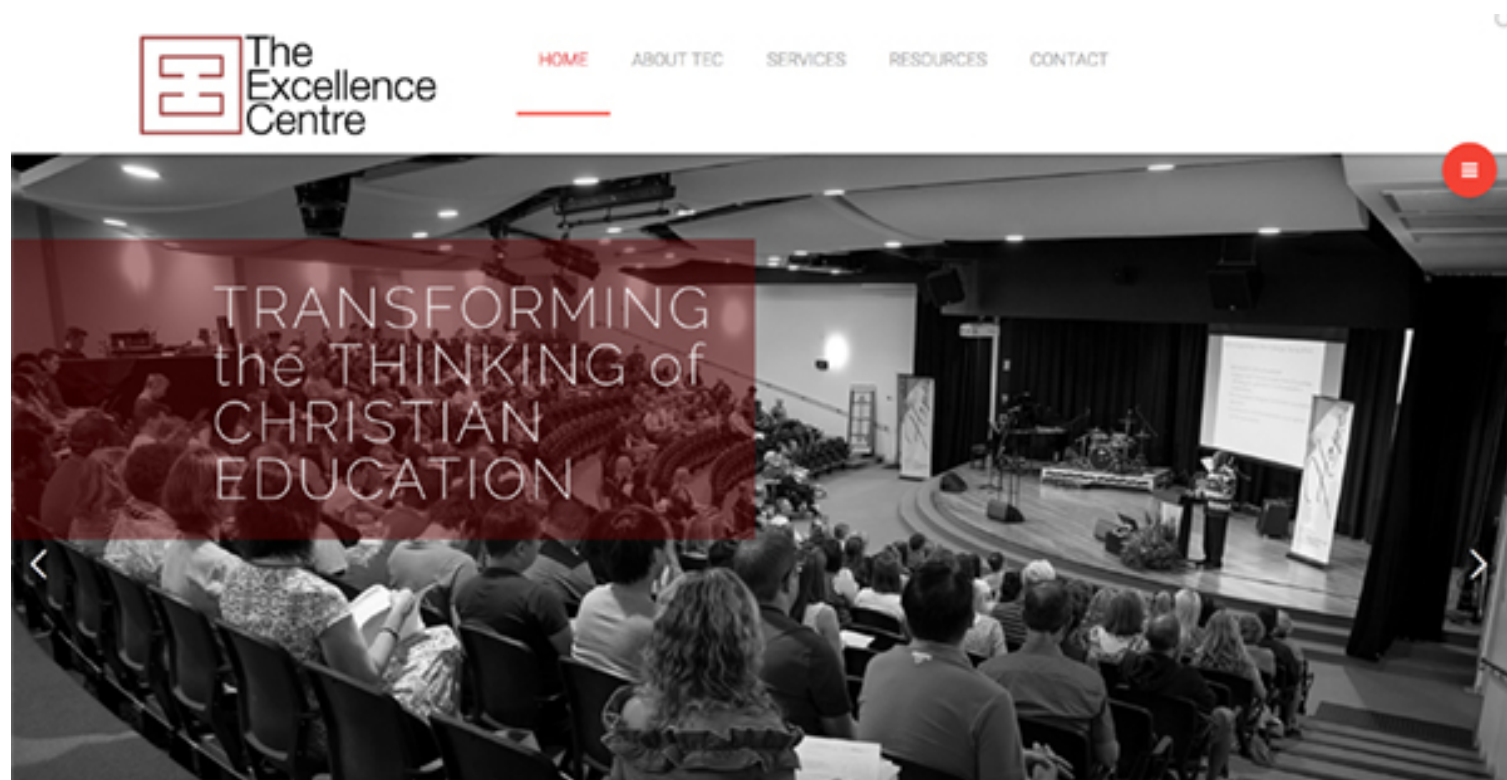 The
Excellence
Centre
HOME ABOUT TEC SERVICES RESOURCES CONTACT
TRANSFORMING
the THINKING of
CHRISTIAN
EDUCATION